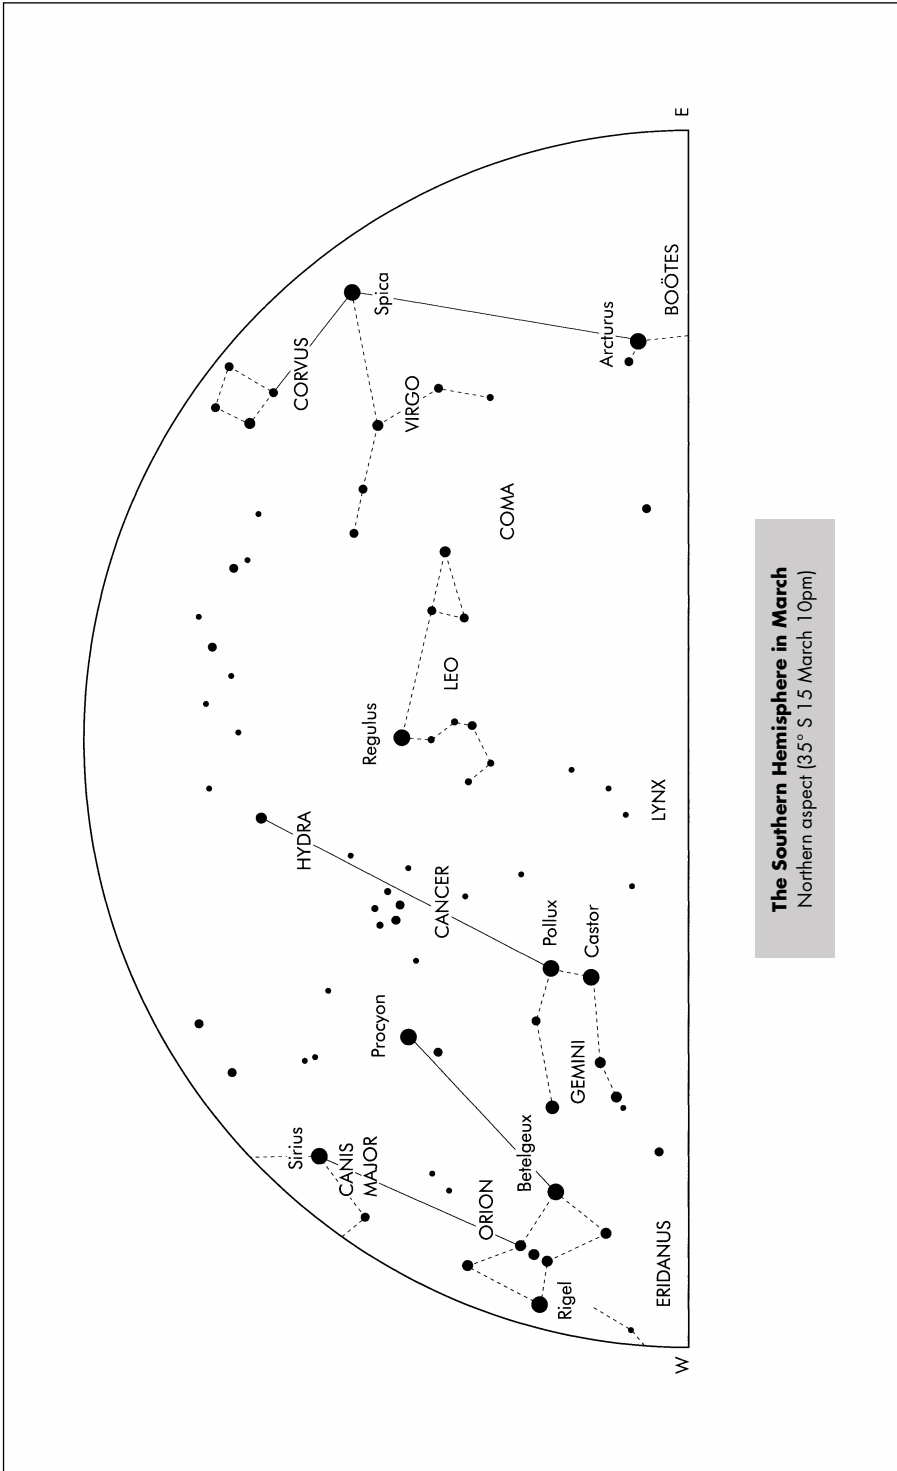 E
BOÖTES
Arcturus
Spica
CORVUS
VIRGO
COMA
LEO
Regulus
LYNX
HYDRA
CANCER
Pollux
Castor
Procyon
GEMINI
Sirius
CANIS
MAJOR
Betelgeux
ORION
ERIDANUS
Rigel
W
The Southern Hemisphere in March
Northern aspect (35° S 15 March 10pm)